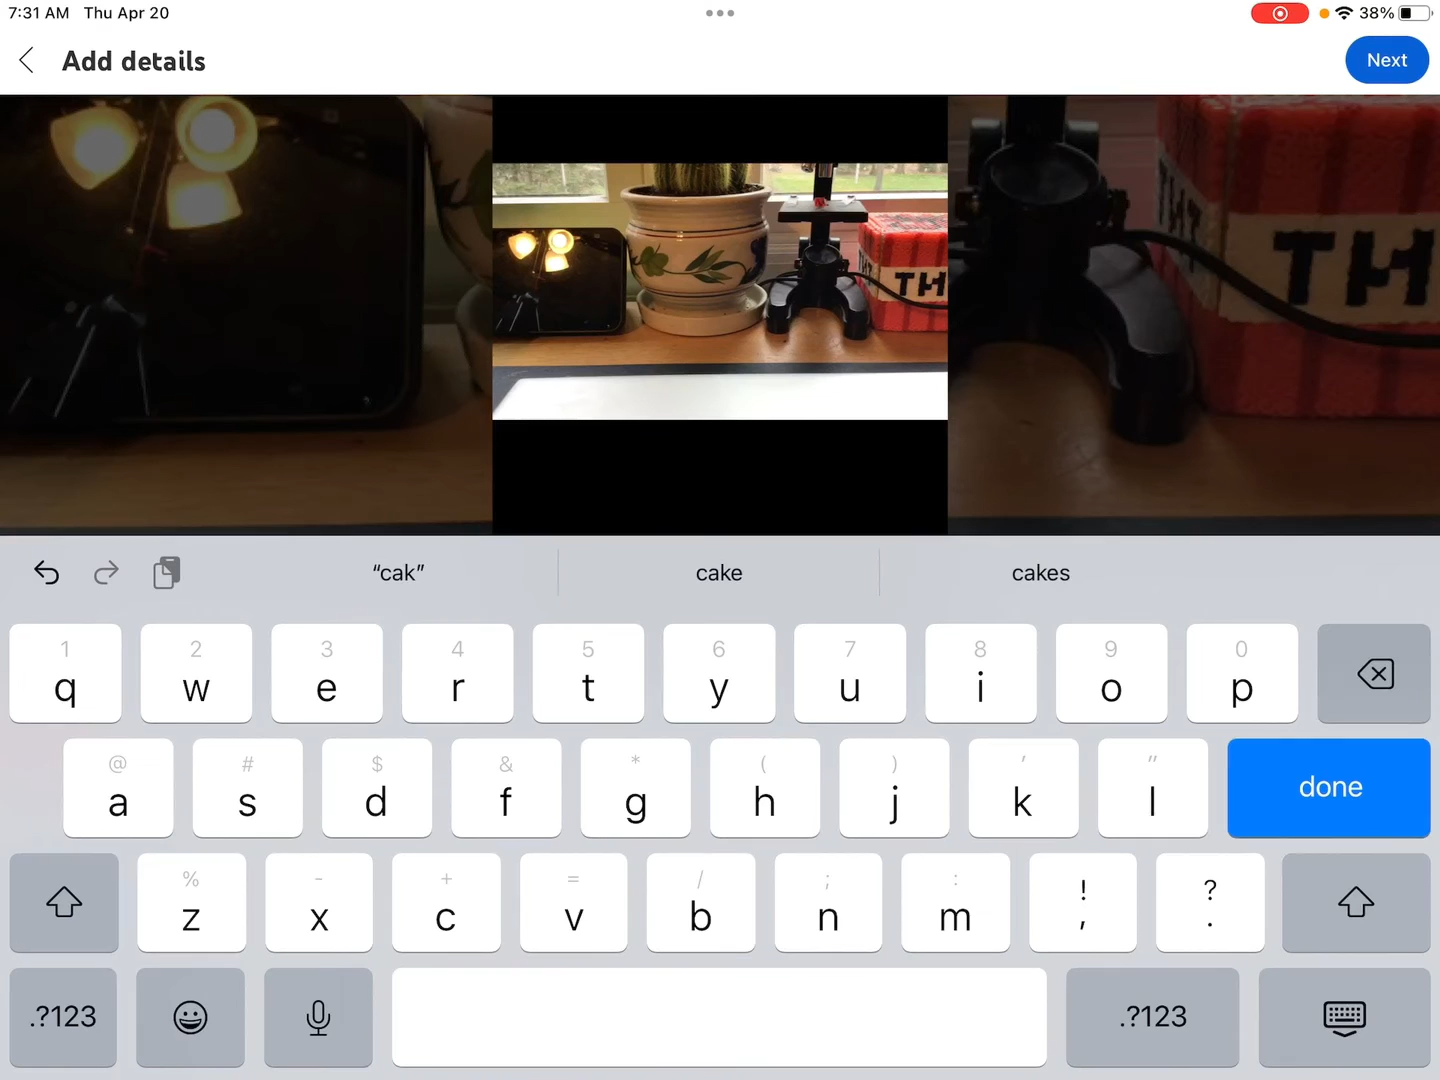 7:31 AM Thu Apr 20
38%
Add details
Next
TH
TH
"cak" cake cakes
1 2 3 4 5 6 7 8 9 0
q w e r t y u i o p
@ # $ & * ( ) ' "
a s d f g h j k l done
% - + = / ; : ! ?
z x c v b n m , .
.?123 .?123